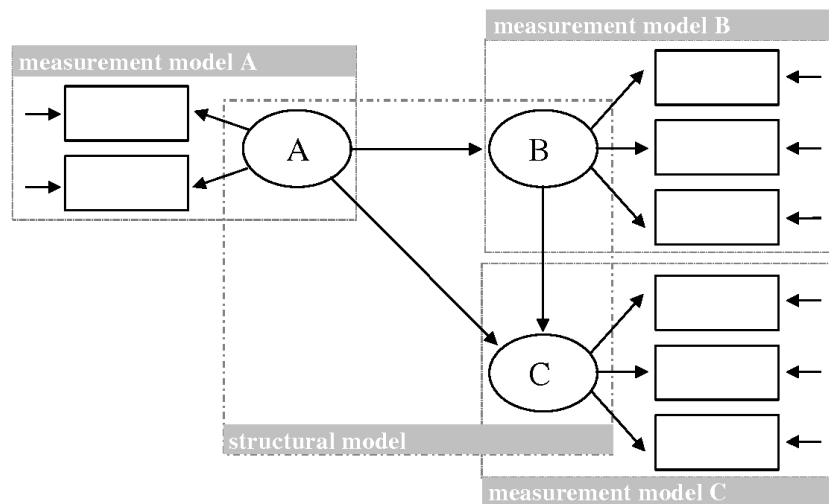 measurement model B
measurement model A
A
B
C
structural model
measurement model C